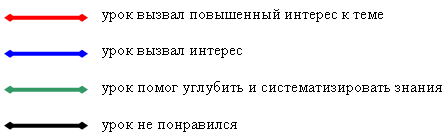 урок вызвал повышенный интерес к теме
урок вызвал интерес
урок помог углубить и систематизировать знания
урок не понравился